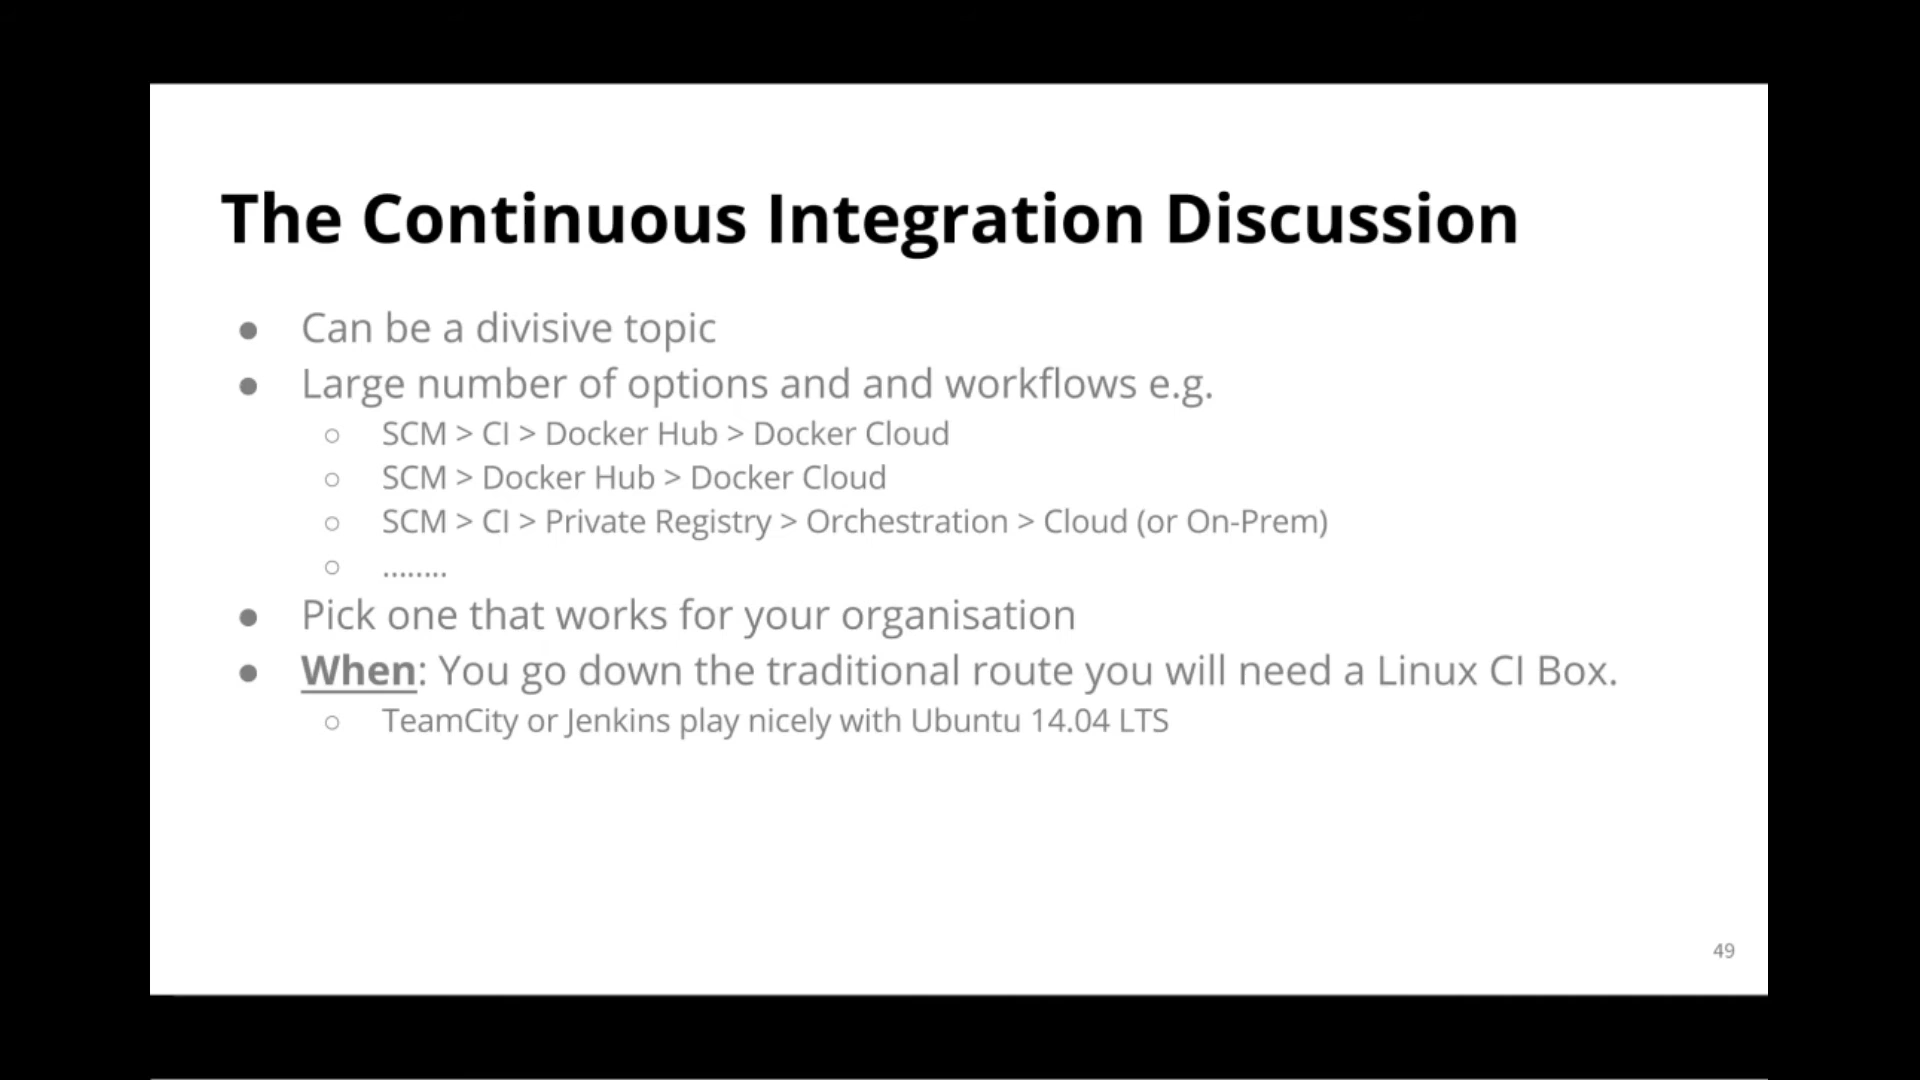 The Continuous Integration Discussion
● Can be a divisive topic
● Large number of options and and workflows e.g.
○ SCM > CI > Docker Hub > Docker Cloud
○ SCM > Docker Hub > Docker Cloud
○ SCM > CI > Private Registry > Orchestration > Cloud (or On-Prem)
○ ........
● Pick one that works for your organisation
● When: You go down the traditional route you will need a Linux CI Box.
○ TeamCity or Jenkins play nicely with Ubuntu 14.04 LTS
49